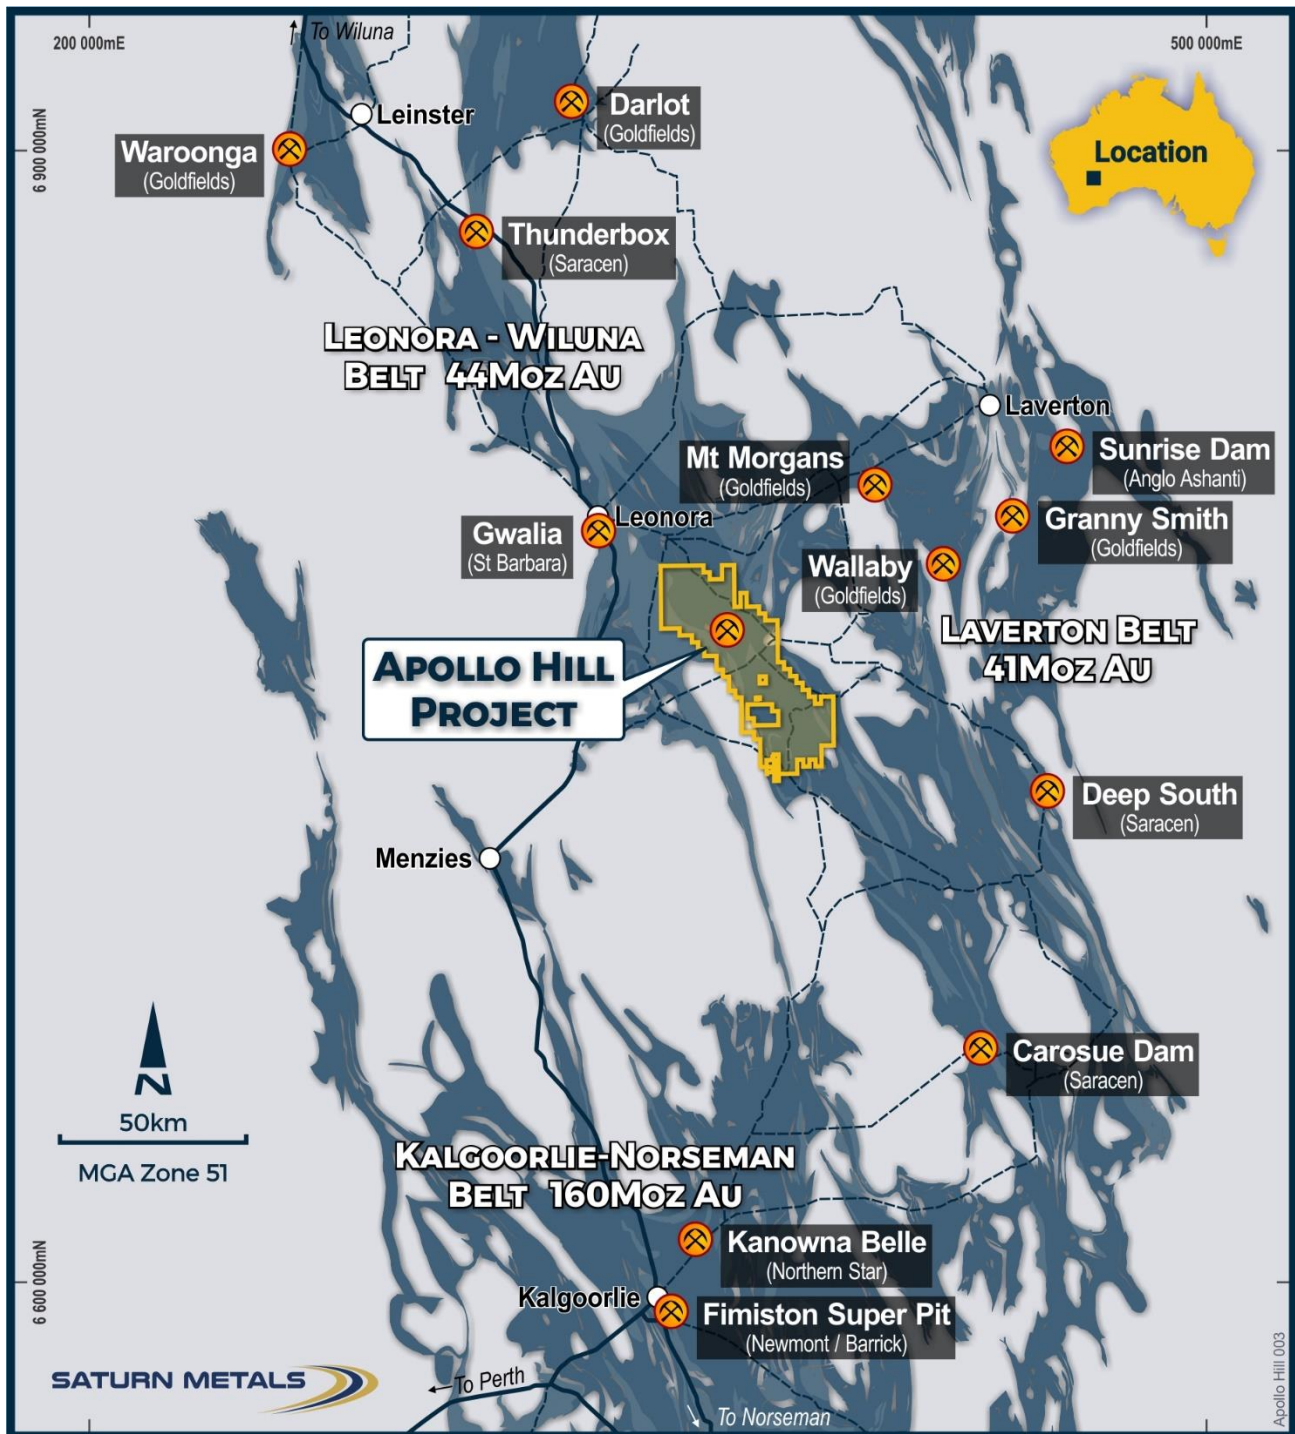 To Wiluna
200 000mE
500 000mE
6 900 000mN
Leinster
Darlot
(Goldfields)
Waroonga
(Goldfields)
Location
Thunderbox
(Saracen)
LEONORA - WILUNA
BELT 44MOZ AU
Laverton
Mt Morgans
(Goldfields)
Sunrise Dam
(Anglo Ashanti)
Leonora
Gwalia
(St Barbara)
Granny Smith
(Goldfields)
Wallaby
(Goldfields)
LAVERTON BELT
41MOZ AU
APOLLO HILL
PROJECT
Deep South
(Saracen)
Menzies
N
50km
MGA Zone 51
Carosue Dam
(Saracen)
KALGOORLIE-NORSEMAN
BELT 160MOZ AU
Kanowna Belle
(Northern Star)
6 600 000mN
Kalgoorlie
Fimiston Super Pit
(Newmont / Barrick)
SATURN METALS
To Perth
To Norseman
Apollo Hill 003